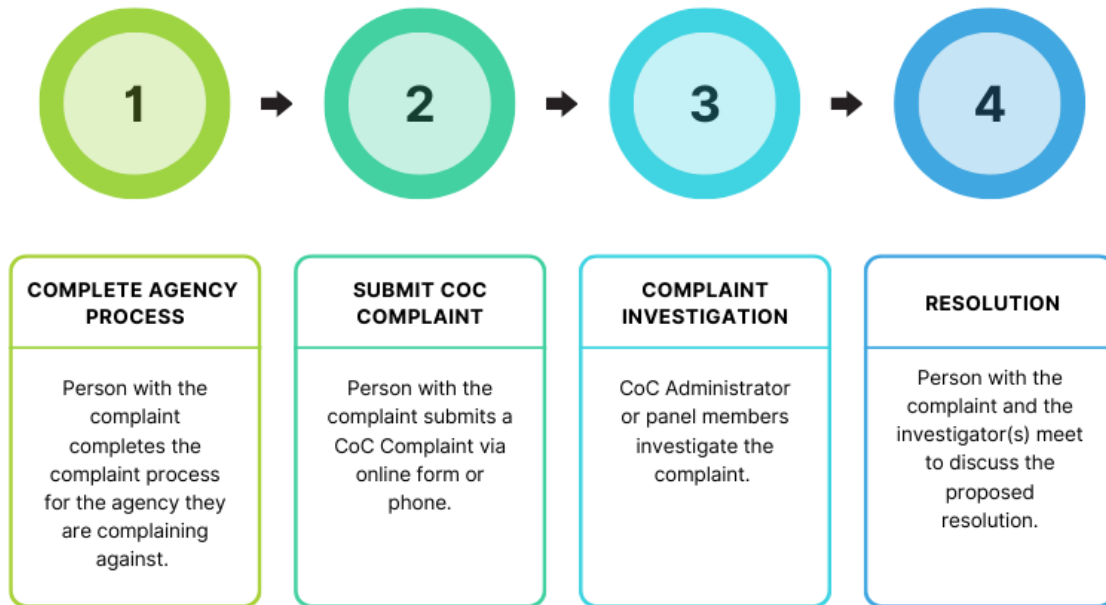 1
2
3
4
COMPLETE AGENCY
PROCESS
Person with the
complaint
completes the
complaint process
for the agency they
are complaining
against.
SUBMIT COC
COMPLAINT
Person with the
complaint submits a
CoC Complaint via
online form or
phone.
COMPLAINT
INVESTIGATION
CoC Administrator
or panel members
investigate the
complaint.
RESOLUTION
Person with the
complaint and the
investigator(s) meet
to discuss the
proposed
resolution.